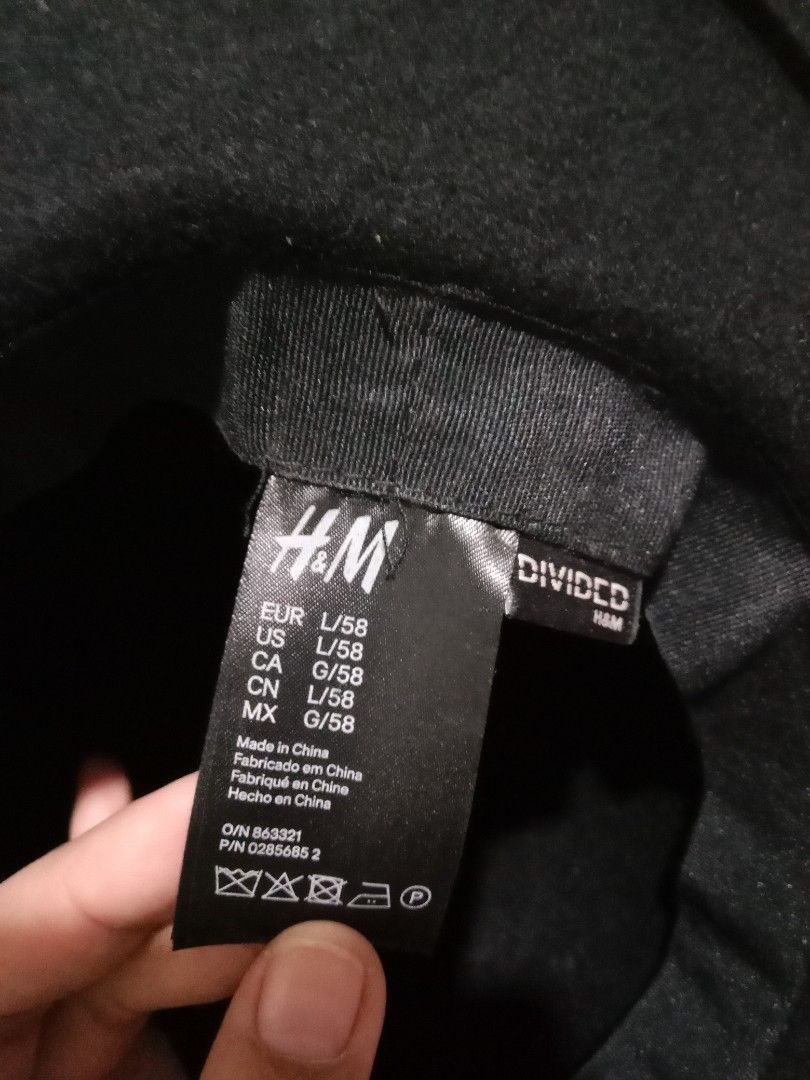 H&M
EUR L/58
US L/58
CA G/58
CN L/58
MX G/58
Made in China
Fabricado em China
Fabriqué en Chine
Hecho en China
O/N 863321
P/N 0285685 2
P
DIVIDED
H&M